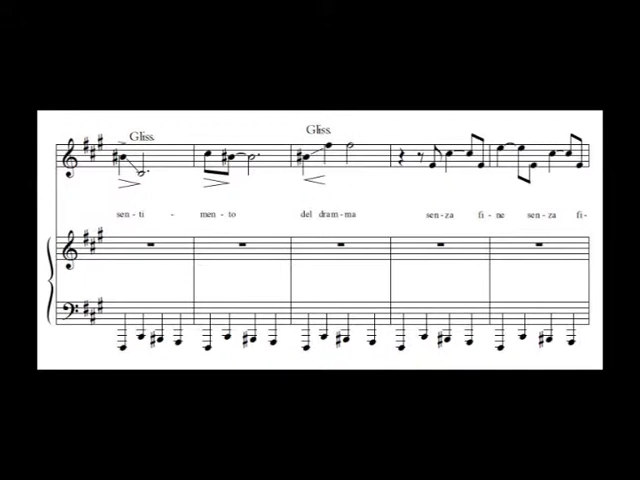 Gliss. Gliss.
sen - ti - men - to del dram - ma sen - za fi - ne sen - za fi -